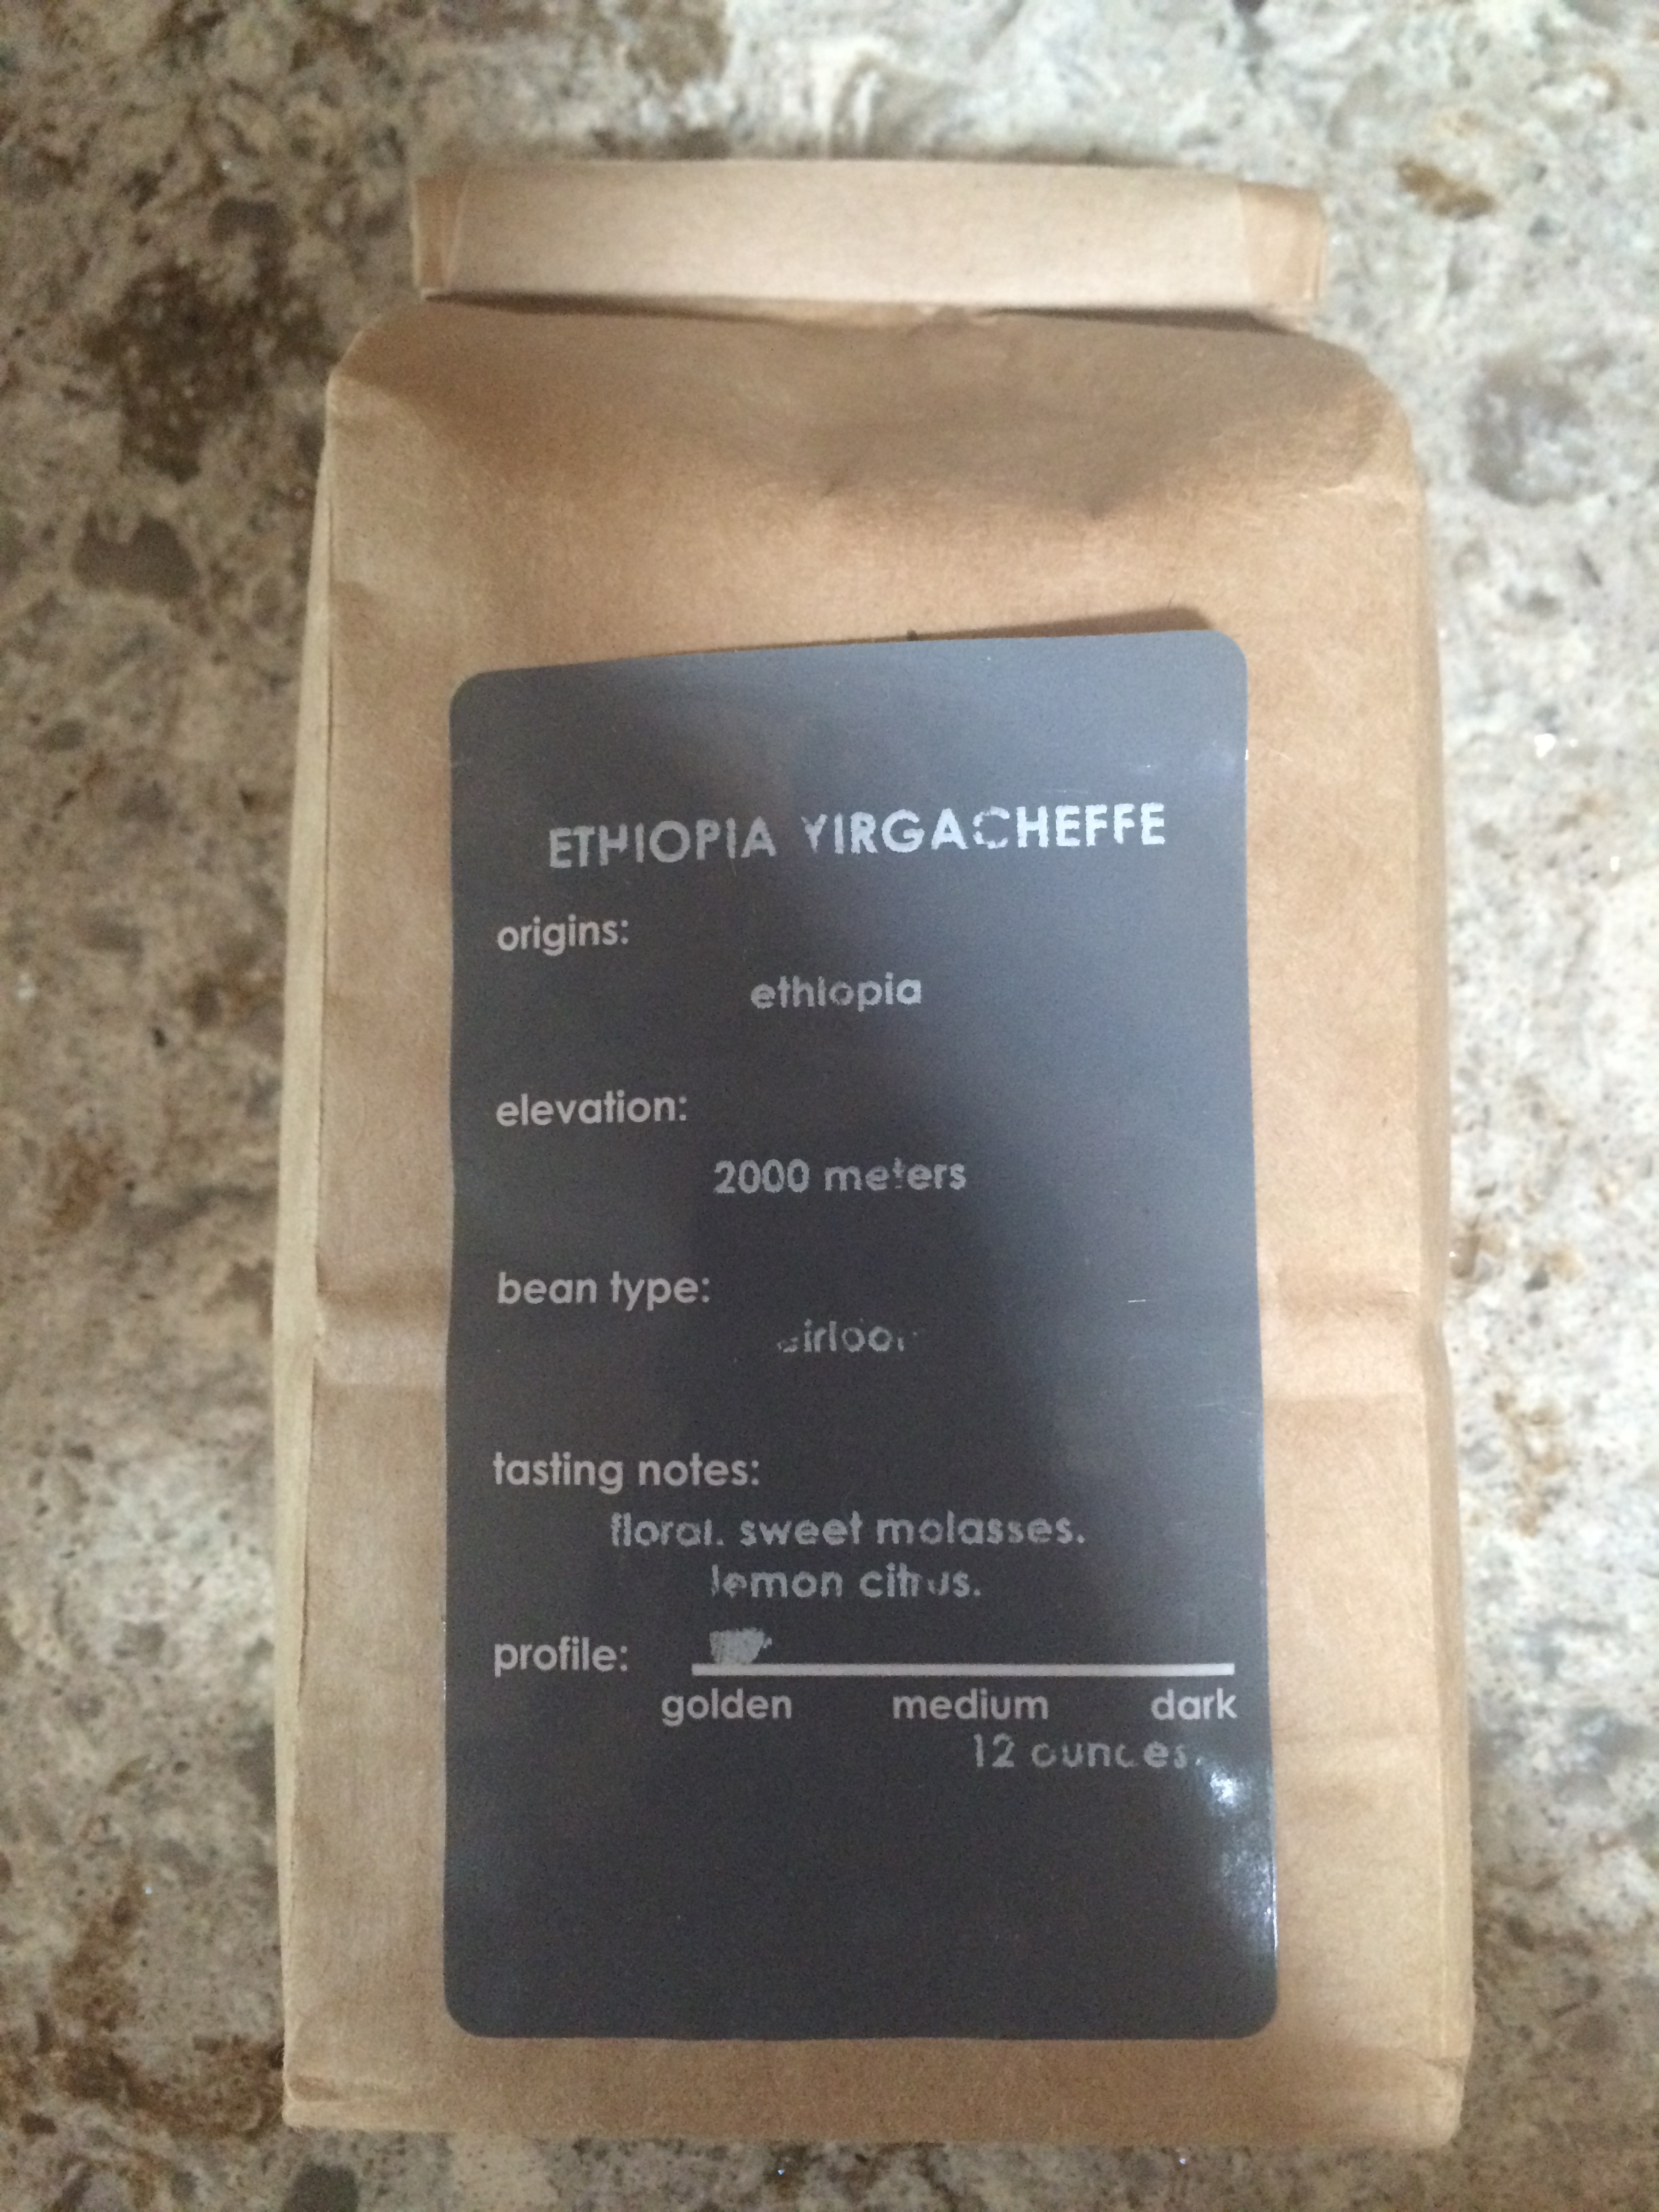 ETHIOPIA YIRGACHEFFE
origins:
ethiopia
elevation:
2000 meters
bean type:
tasting notes:
floral. sweet molasses.
lemon citrus.
profile:
golden medium dark
12 ounces.